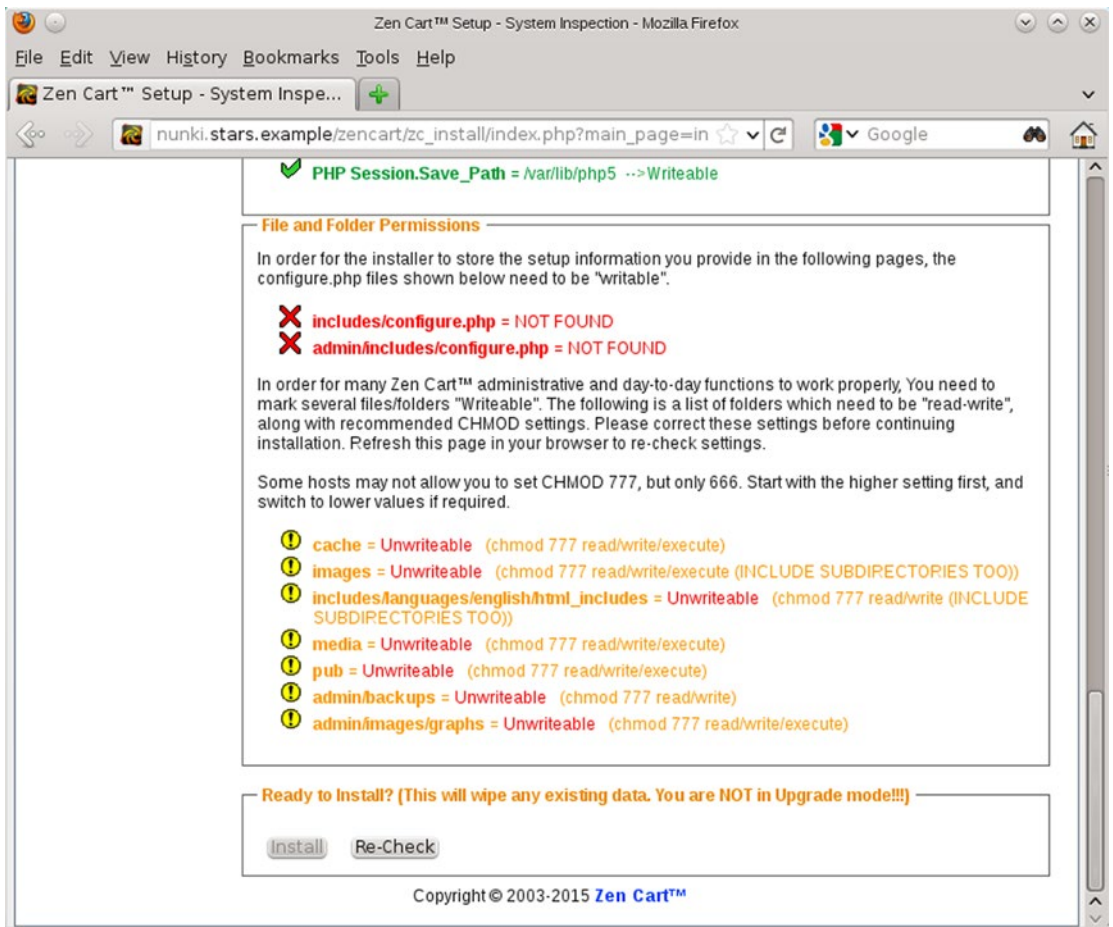 Zen Cart™ Setup - System Inspection - Mozilla Firefox
File Edit View History Bookmarks Tools Help
Zen Cart™ Setup - System Inspe...
nunki.stars.example/zencart/zc_install/index.php?main_page=in
Google
PHP Session.Save_Path = /var/lib/php5 -->Writeable
File and Folder Permissions
In order for the installer to store the setup information you provide in the following pages, the
configure.php files shown below need to be "writable".
includes/configure.php = NOT FOUND
admin/includes/configure.php = NOT FOUND
In order for many Zen Cart™ administrative and day-to-day functions to work properly, You need to
mark several files/folders "Writeable". The following is a list of folders which need to be "read-write",
along with recommended CHMOD settings. Please correct these settings before continuing
installation. Refresh this page in your browser to re-check settings.
Some hosts may not allow you to set CHMOD 777, but only 666. Start with the higher setting first, and
switch to lower values if required.
cache = Unwriteable (chmod 777 read/write/execute)
images = Unwriteable (chmod 777 read/write/execute (INCLUDE SUBDIRECTORIES TOO))
includes/languages/english/html_includes = Unwriteable (chmod 777 read/write (INCLUDE
SUBDIRECTORIES TOO))
media = Unwriteable (chmod 777 read/write/execute)
pub = Unwriteable (chmod 777 read/write/execute)
admin/backups = Unwriteable (chmod 777 read/write)
admin/images/graphs = Unwriteable (chmod 777 read/write/execute)
Ready to Install? (This will wipe any existing data. You are NOT in Upgrade mode!!!)
Install Re-Check
Copyright © 2003-2015 Zen Cart™